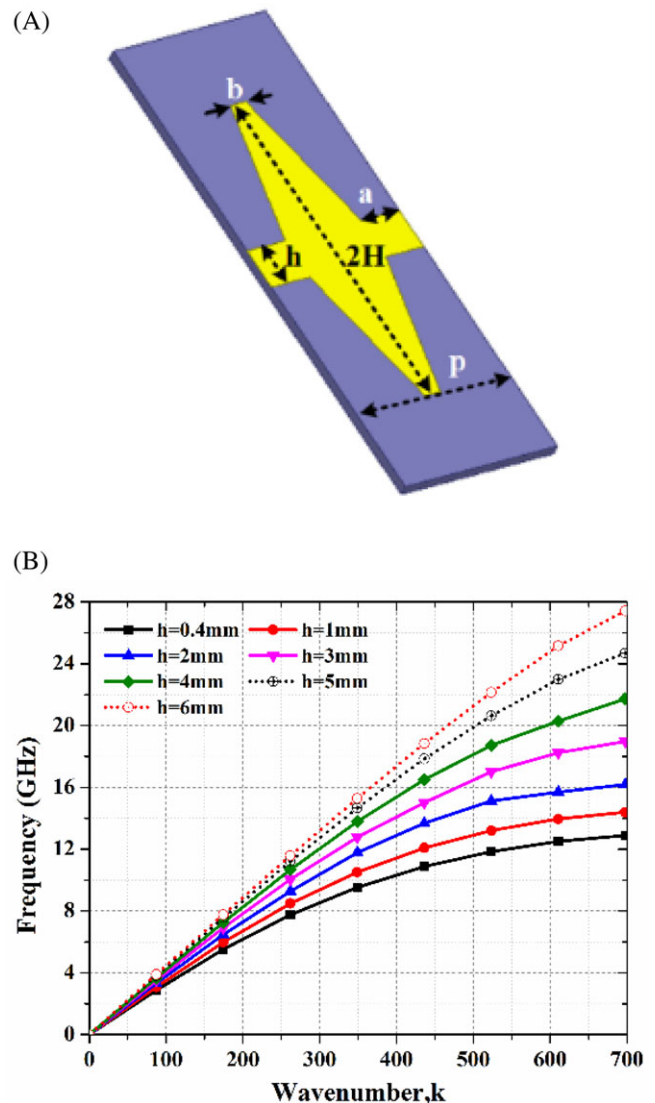 (A)
b
a
h
2H
p
(B)
28
24
20
16
12
8
4
0
Frequency (GHz)
h=0.4mm h=1mm
h=2mm h=3mm
h=4mm h=5mm
h=6mm
0 100 200 300 400 500 600 700
Wavenumber,k